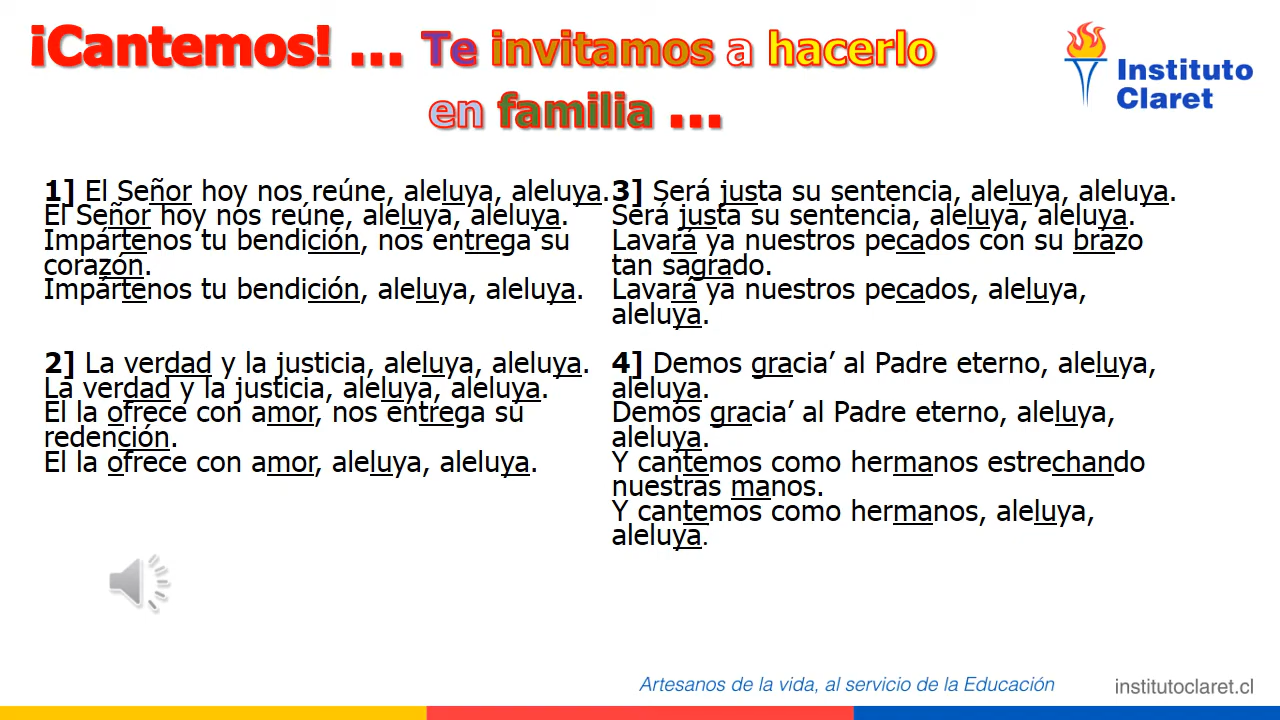 ¡Cantemos! ... Te invitamos a hacerlo
en familia ...
Instituto
Claret
1] El Señor hoy nos reúne, aleluya, aleluya.
El Señor hoy nos reúne, aleluya, aleluya.
Impártenos tu bendición, nos entrega su
corazón.
Impártenos tu bendición, aleluya, aleluya.
2] La verdad y la justicia, aleluya, aleluya.
La verdad y la justicia, aleluya, aleluya.
El la ofrece con amor, nos entrega su
redención.
El la ofrece con amor, aleluya, aleluya.
3] Será justa su sentencia, aleluya, aleluya.
Será justa su sentencia, aleluya, aleluya.
Lavará ya nuestros pecados con su brazo
tan sagrado.
Lavará ya nuestros pecados, aleluya,
aleluya.
4] Demos gracia’ al Padre eterno, aleluya,
aleluya.
Demos gracia’ al Padre eterno, aleluya,
aleluya.
Y cantemos como hermanos estrechando
nuestras manos.
Y cantemos como hermanos, aleluya,
aleluya.
Artesanos de la vida, al servicio de la Educación
institutoclaret.cl